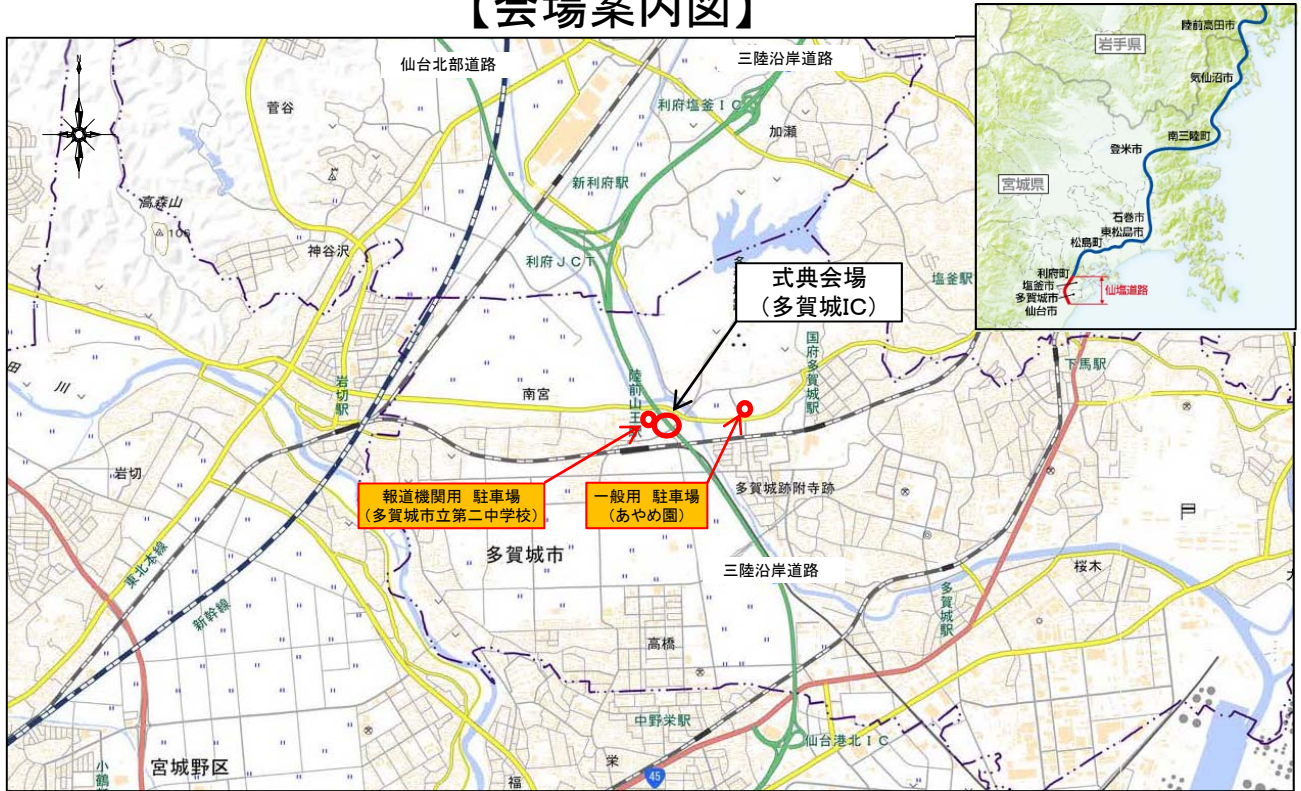 【会場案内図】
仙台北部道路
三陸沿岸道路
利府塩釜IC
菅谷
加瀬
新利府駅
高森山
106
神谷沢
利府JCT
塩釜駅
式典会場
（多賀城IC）
国府多賀城駅
下馬駅
田川
岩切駅
南宮
陸前山王駅
岩切
報道機関用 駐車場
（多賀城市立第二中学校）
一般用 駐車場
（あやめ園）
多賀城跡附寺跡
多賀城市
三陸沿岸道路
桜木
東北本線
新幹線
多賀城駅
高橋
中野栄駅
仙台港北IC
宮城野区
小鶴
福
栄
45
陸前高田市
岩手県
気仙沼市
南三陸町
登米市
宮城県
石巻市
東松島市
松島町
利府町
塩釜市
多賀城市
仙台市
仙塩道路